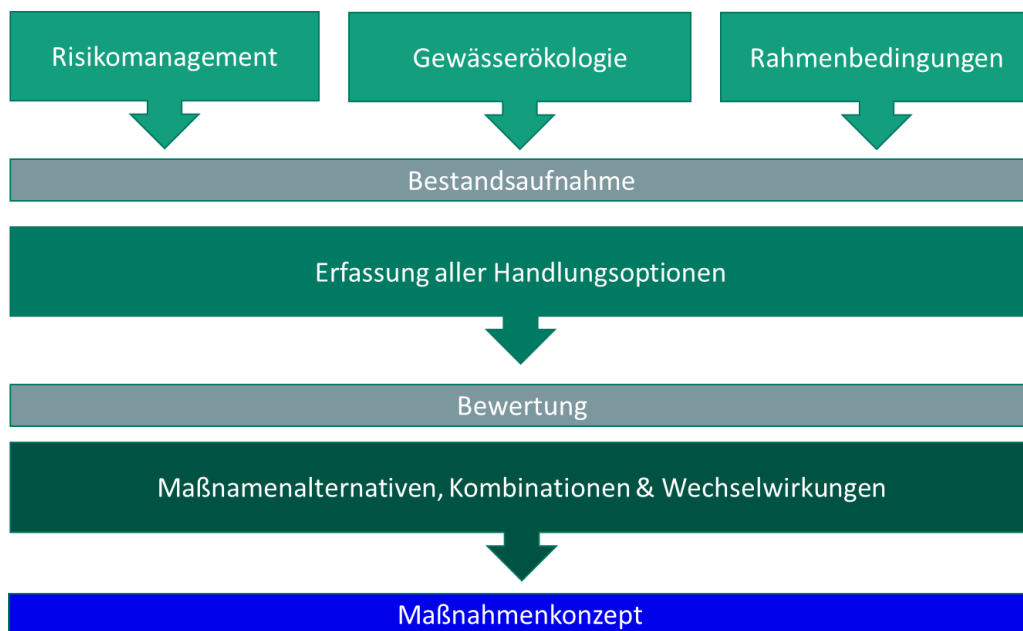 Risikomanagement
Gewässerökologie
Rahmenbedingungen
Bestandsaufnahme
Erfassung aller Handlungsoptionen
Bewertung
Maßnamenalternativen, Kombinationen & Wechselwirkungen
Maßnahmenkonzept